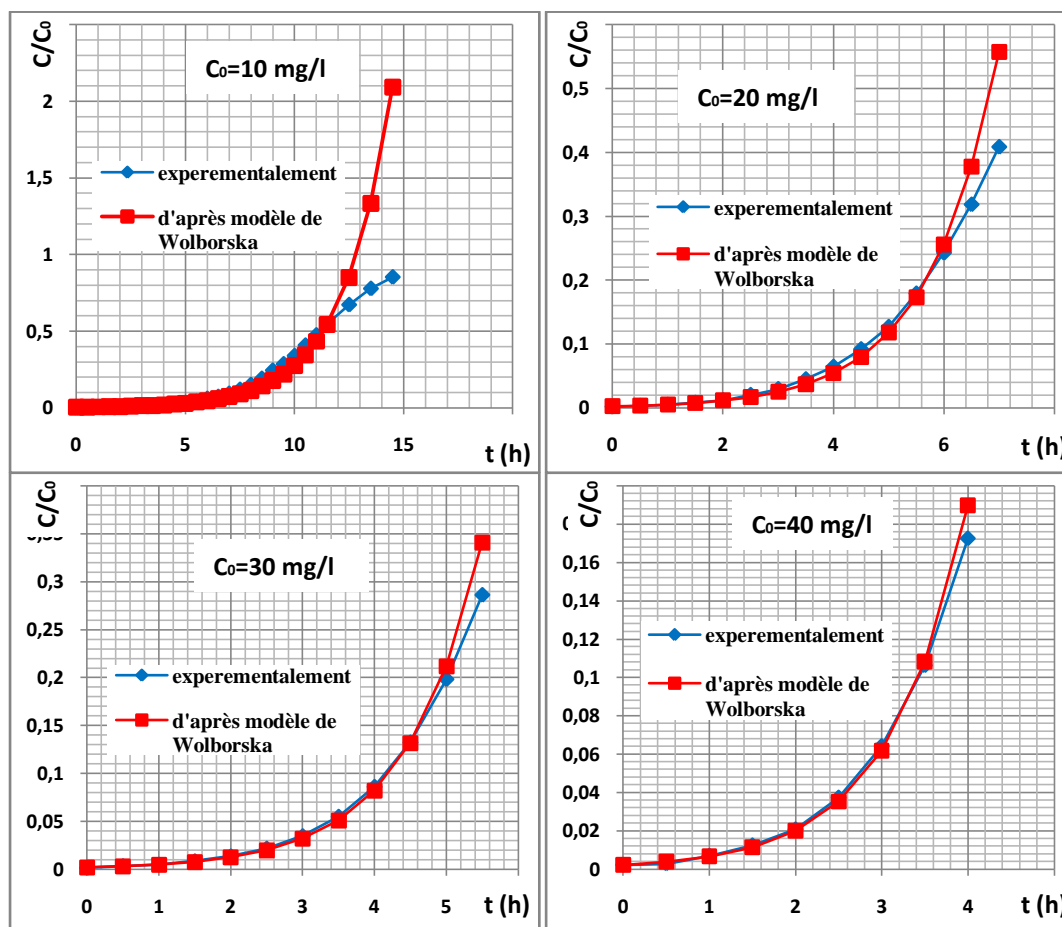 C/C₀
C₀=10 mg/l
2
1,5
1
0,5
0
experementalement
d'après modèle de
Wolborska
0 5 10 15
t (h)
C/C₀
C₀=20 mg/l
0,5
0,4
0,3
0,2
0,1
0
experementalement
d'après modèle de
Wolborska
0 2 4 6
t (h)
C/C₀
C₀=30 mg/l
0,35
0,3
0,25
0,2
0,15
0,1
0,05
0
experementalement
d'après modèle de
Wolborska
0 1 2 3 4 5
t (h)
C/C₀
C₀=40 mg/l
0,16
0,12
0,1
0,08
0,06
0,04
0,02
0
experementalement
d'après modèle de
Wolborska
0 1 2 3 4
t (h)